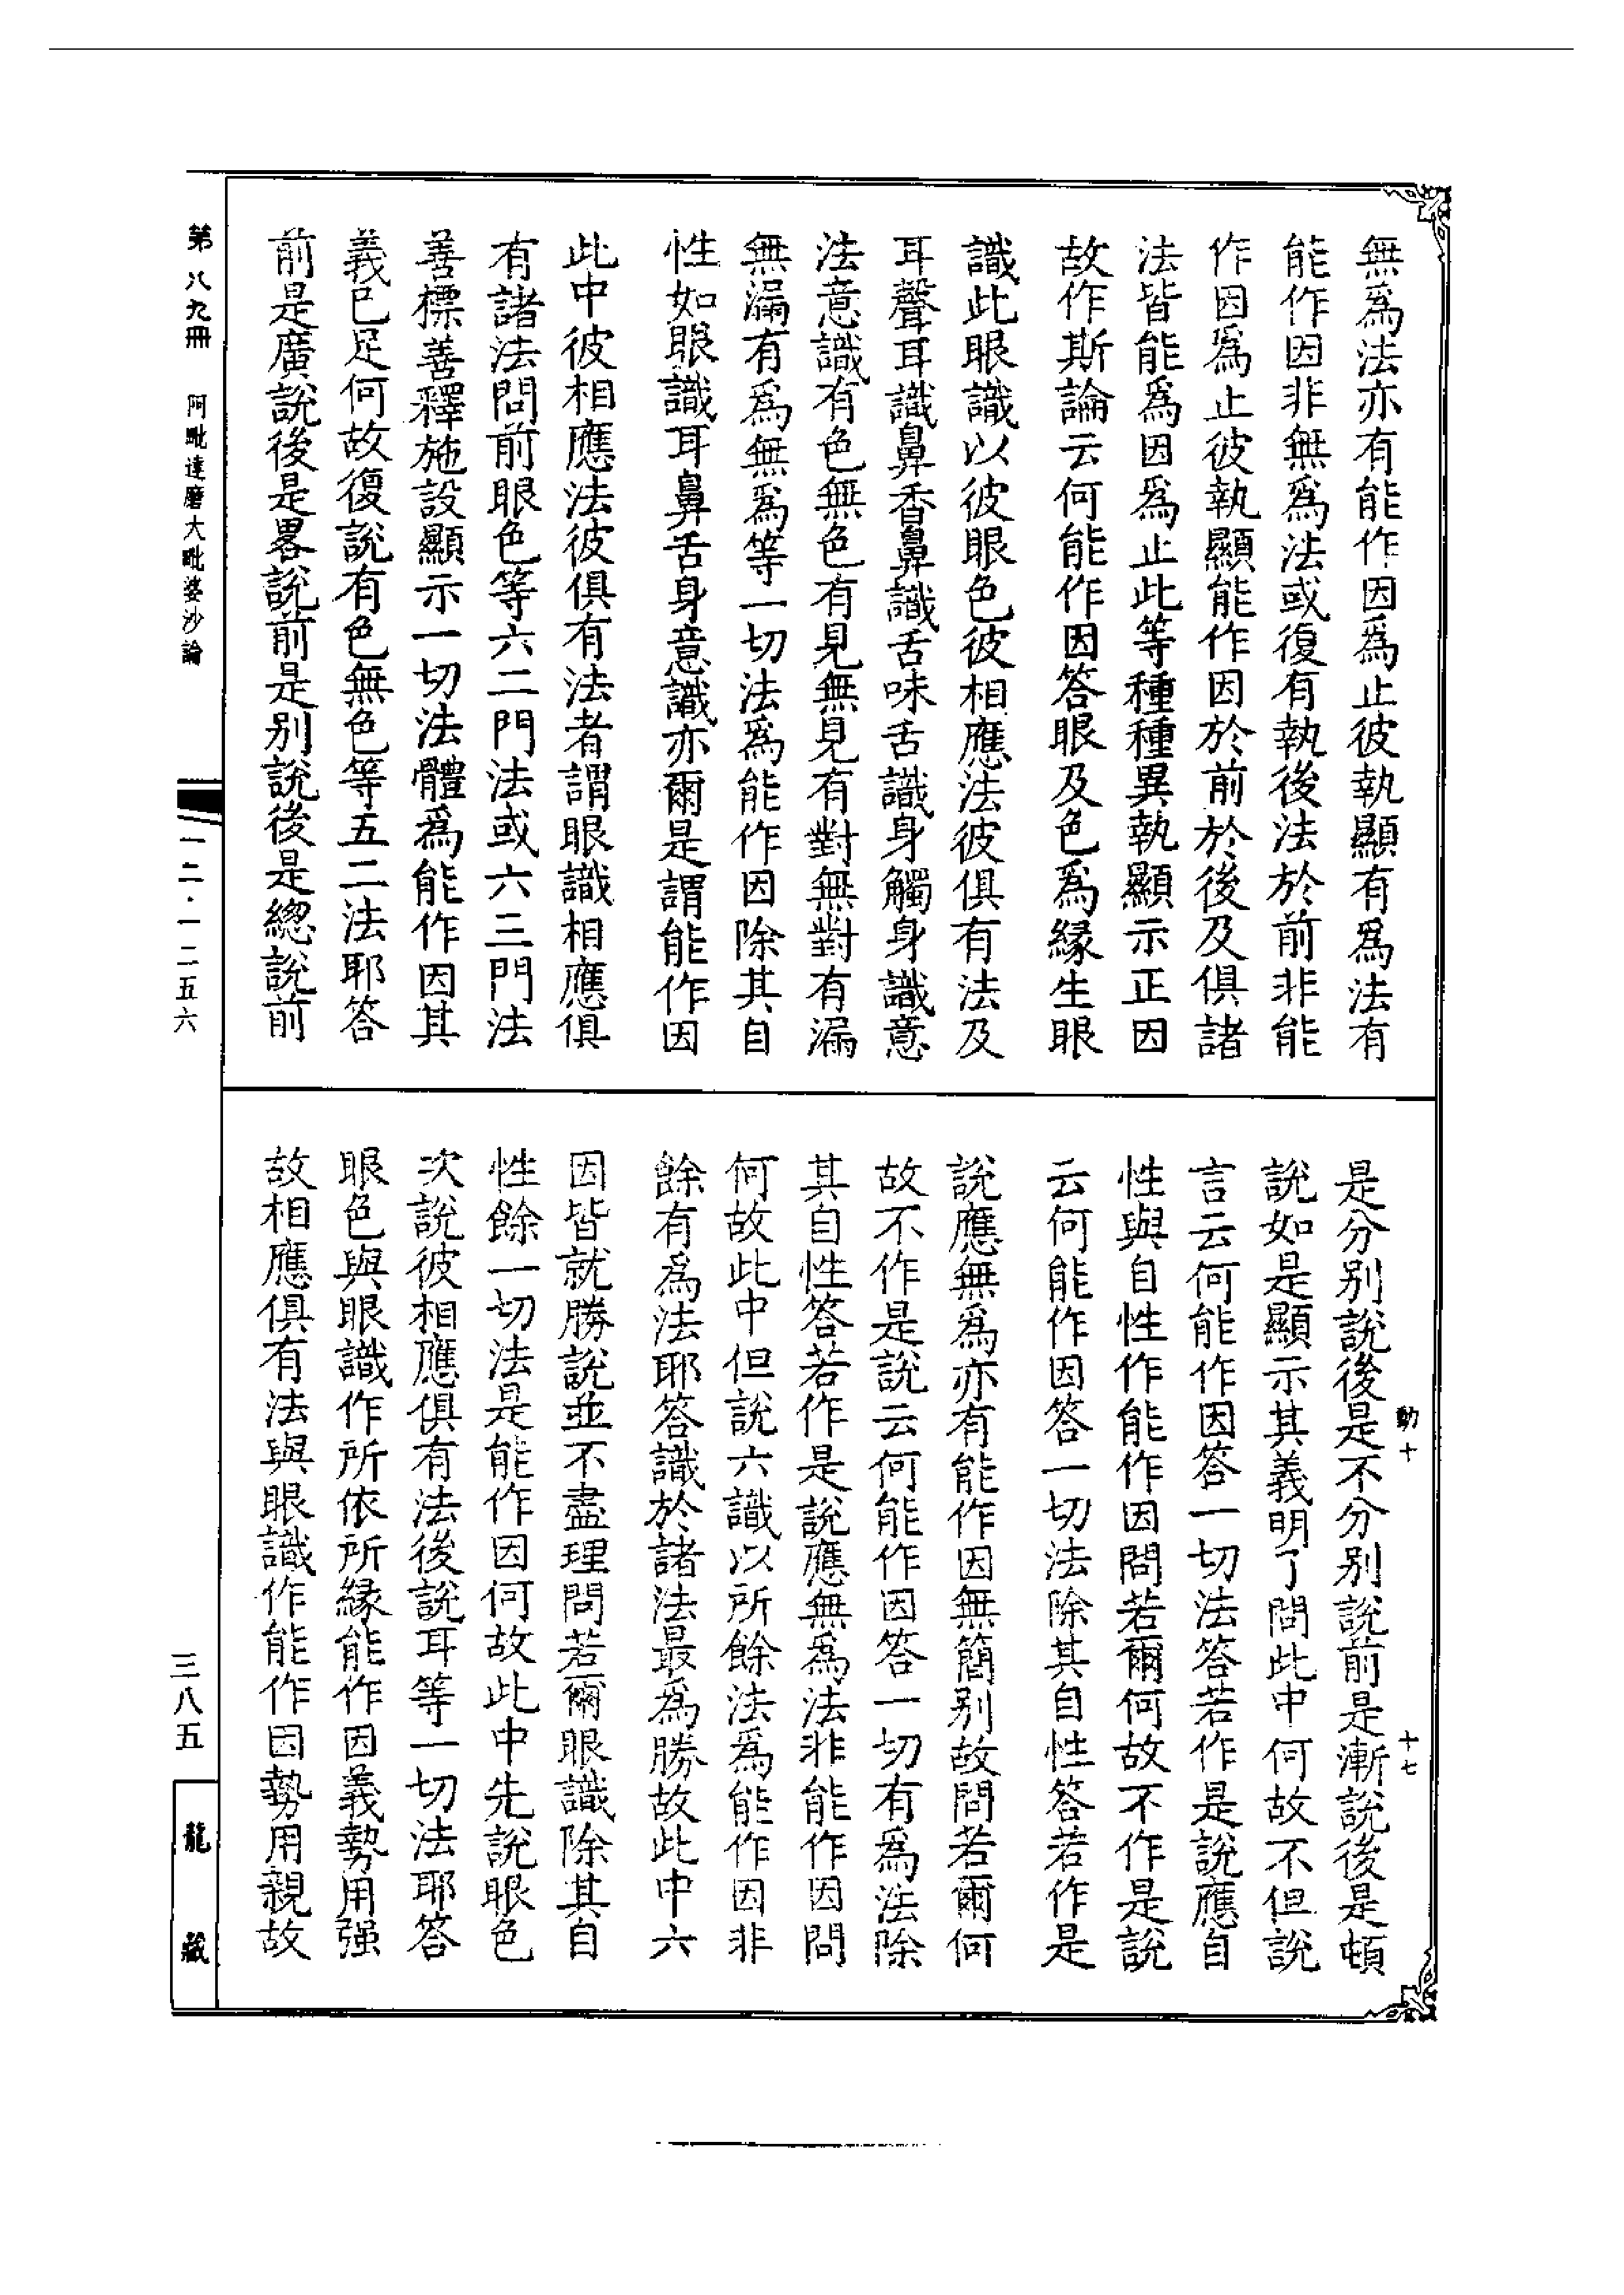 無爲法亦有能作因爲止彼執顯有爲法有
能作因非無爲法或復有執後法於前非能
作因爲止彼執顯能作因於前於後及俱諸
法皆能爲因爲止此等種種異執顯示正因
故作斯論云何能作因答眼及色爲緣生眼
識此眼識以彼眼色彼相應法彼俱有法及
耳聲耳識鼻香鼻識舌味舌識身觸身識意
法意識有色無色有見無見有對無對有漏
無漏有爲無爲等一切法爲能作因除其自
性如眼識耳鼻舌身意識亦爾是謂能作因
此中彼相應法彼俱有法者謂眼識相應俱
有諸法問前眼色等六二門法或六三門法
善標善釋施設顯示一切法體爲能作因其
義已足何故復說有色無色等五二法耶答
前是廣說後是畧說前是別說後是總說前
是分別說後是不分別說前是漸說後是頓
說如是顯示其義明了問此中何故不但說
言云何能作因答一切法答若作是說應自
性與自性作能作因問若爾何故不作是說
云何能作因答一切法除其自性答若作是
說應無爲亦有能作因無簡別故問若爾何
故不作是說云何能作因答一切有爲法除
其自性答若作是說應無爲法非能作因問
何故此中但說六識以所餘法爲能作因非
餘有爲法耶答識於諸法最爲勝故此中六
因皆就勝說並不盡理問若爾眼識除其自
性餘一切法是能作因何故此中先說眼色
次說彼相應俱有法後說耳等一切法耶答
眼色與眼識作所依所緣能作因義勢用强
故相應俱有法與眼識作能作因勢用親故
動十
十七
第八九冊
阿毗達磨大毗婆沙論
一二·一二五六
三八五
龍藏